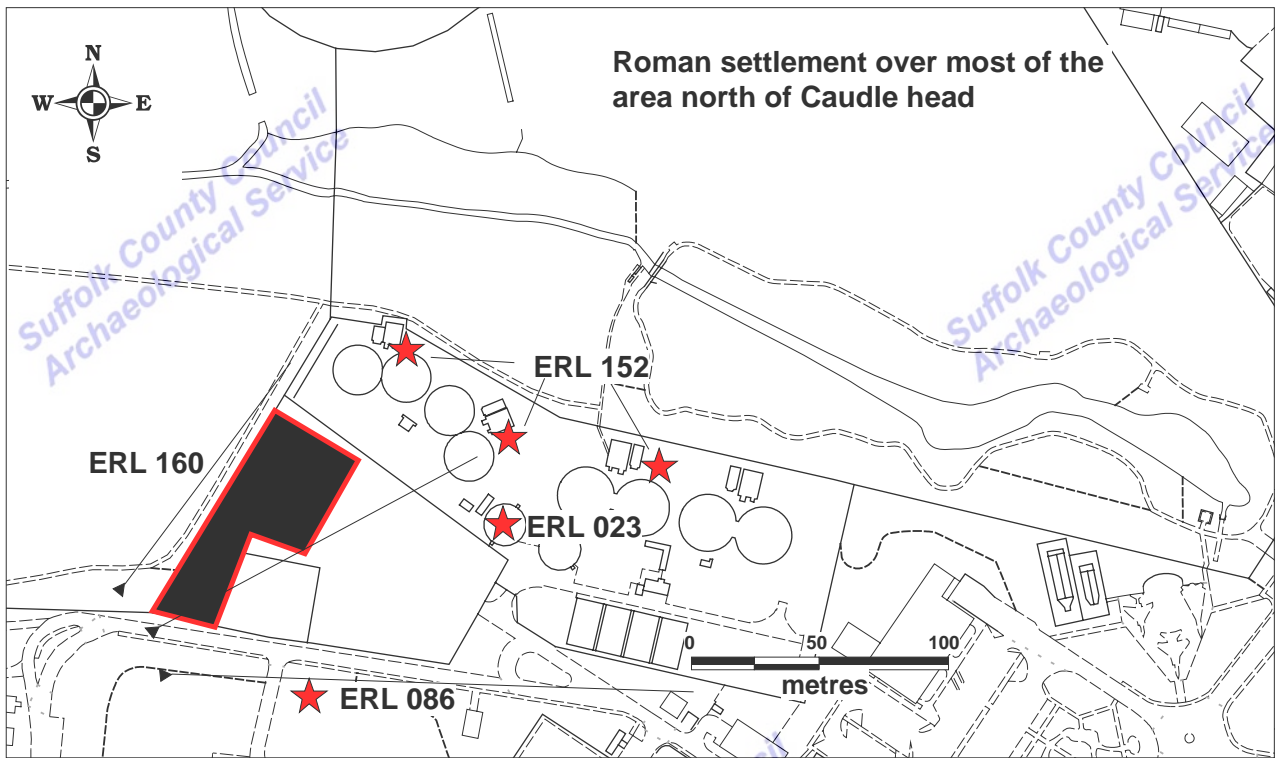 N
W E
S
Roman settlement over most of the
area north of Caudle head
Suffolk County Council
Archaeological Service
Suffolk County Council
Archaeological Service
ERL 152
ERL 160
ERL 023
0 50 100
metres
ERL 086